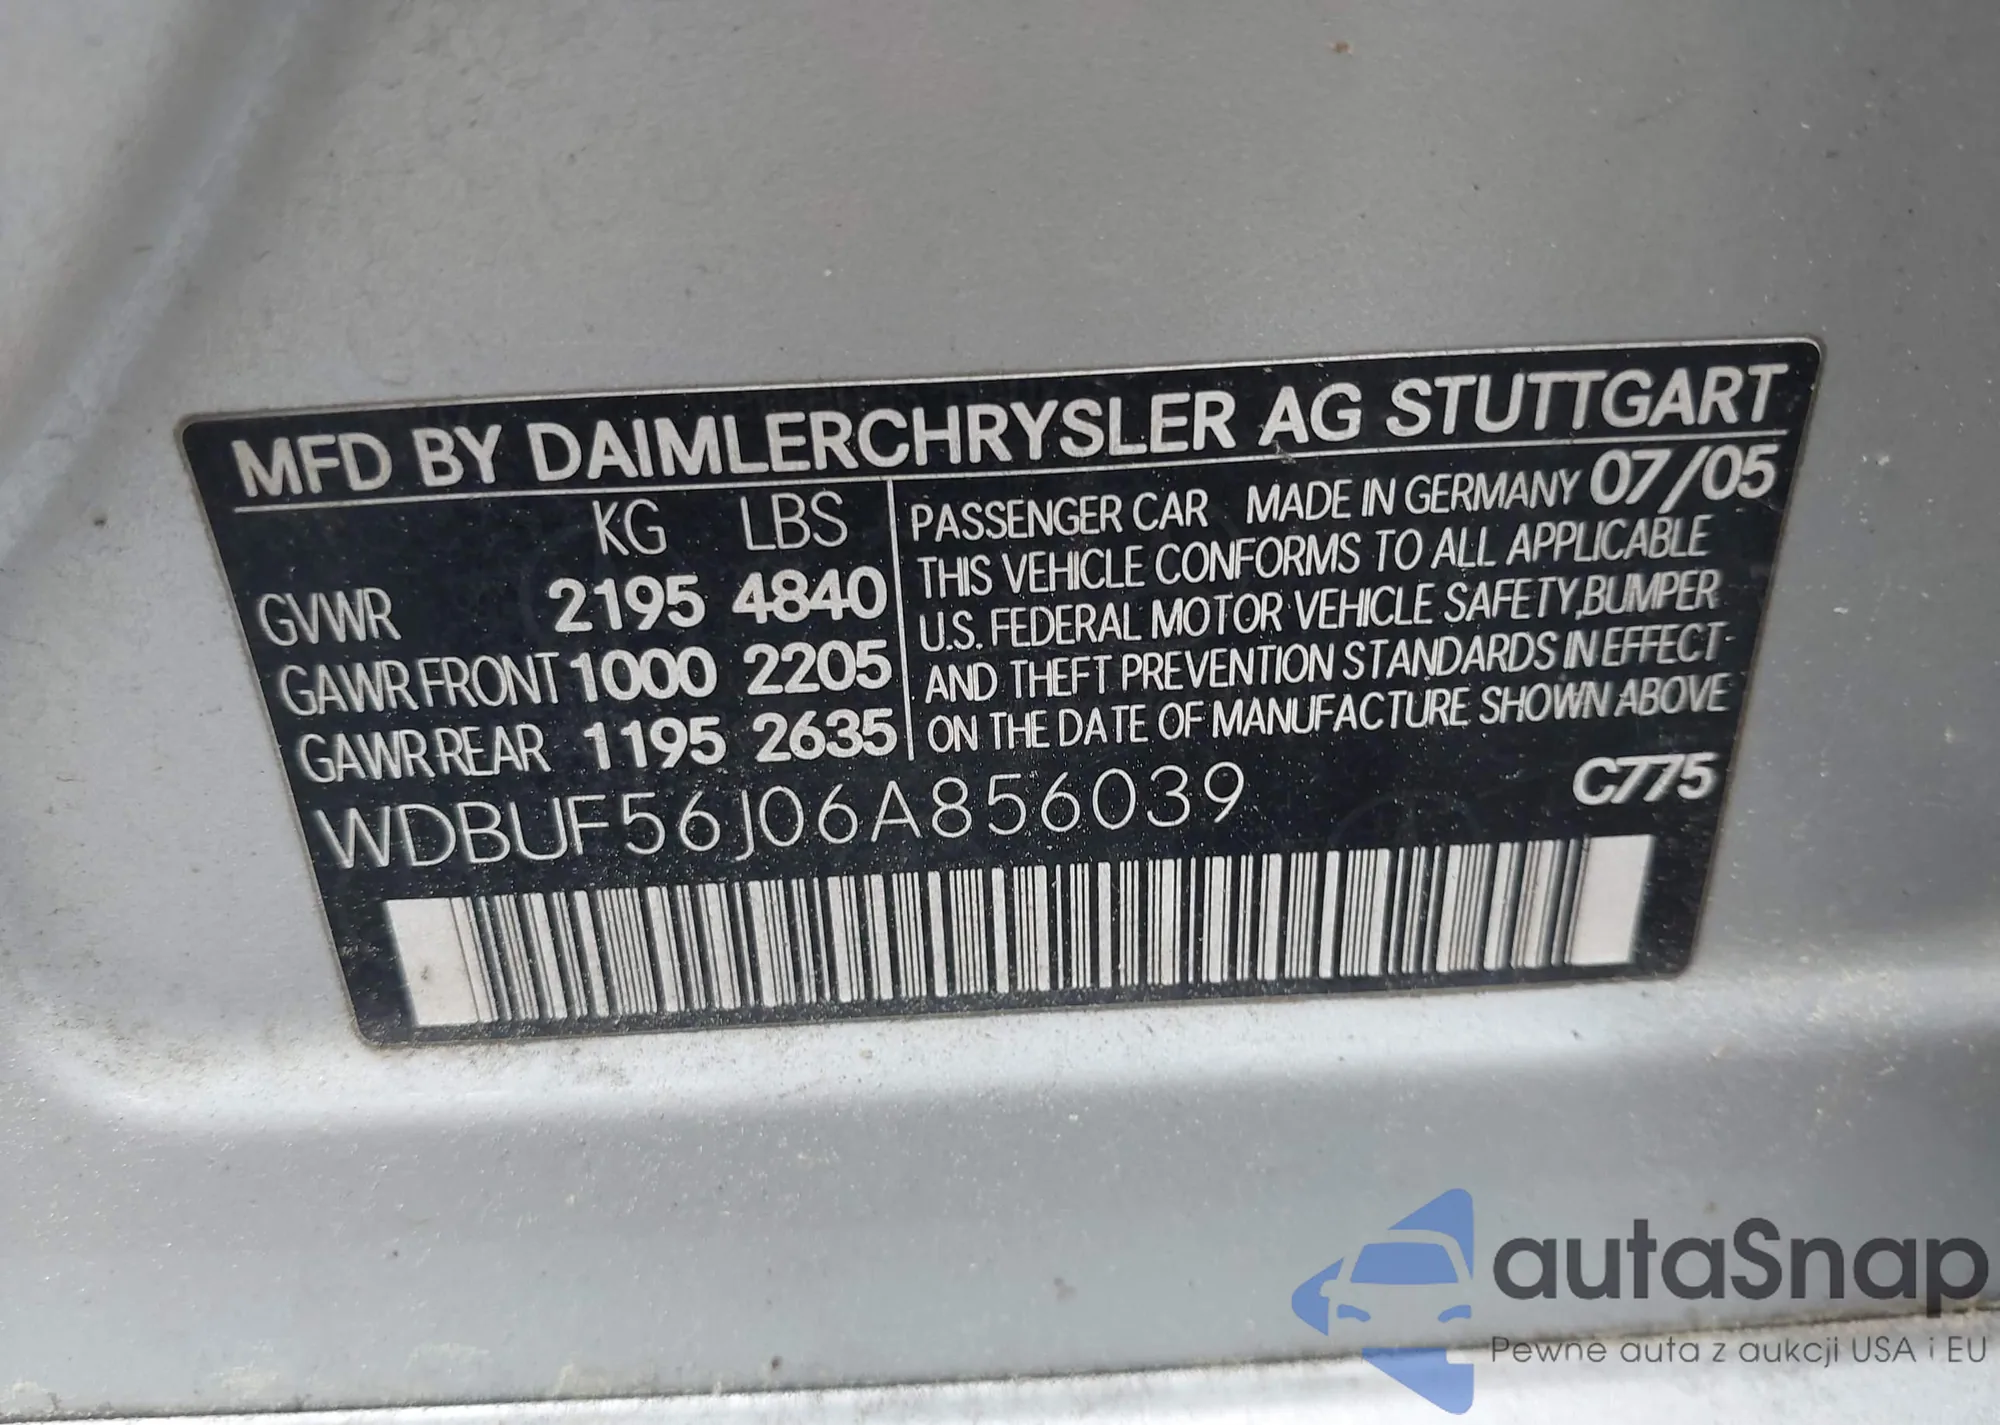 MFD BY DAIMLERCHRYSLER AG STUTTGART
KG LBS
GVWR 2195 4840
GAWR FRONT 1000 2205
GAWR REAR 1195 2635
PASSENGER CAR MADE IN GERMANY 07/05
THIS VEHICLE CONFORMS TO ALL APPLICABLE
U.S. FEDERAL MOTOR VEHICLE SAFETY, BUMPER
AND THEFT PREVENTION STANDARDS IN EFFECT
ON THE DATE OF MANUFACTURE SHOWN ABOVE
WDBUF56J06A856039
C775
autoSnap
Pewne auta z aukcji USA i EU